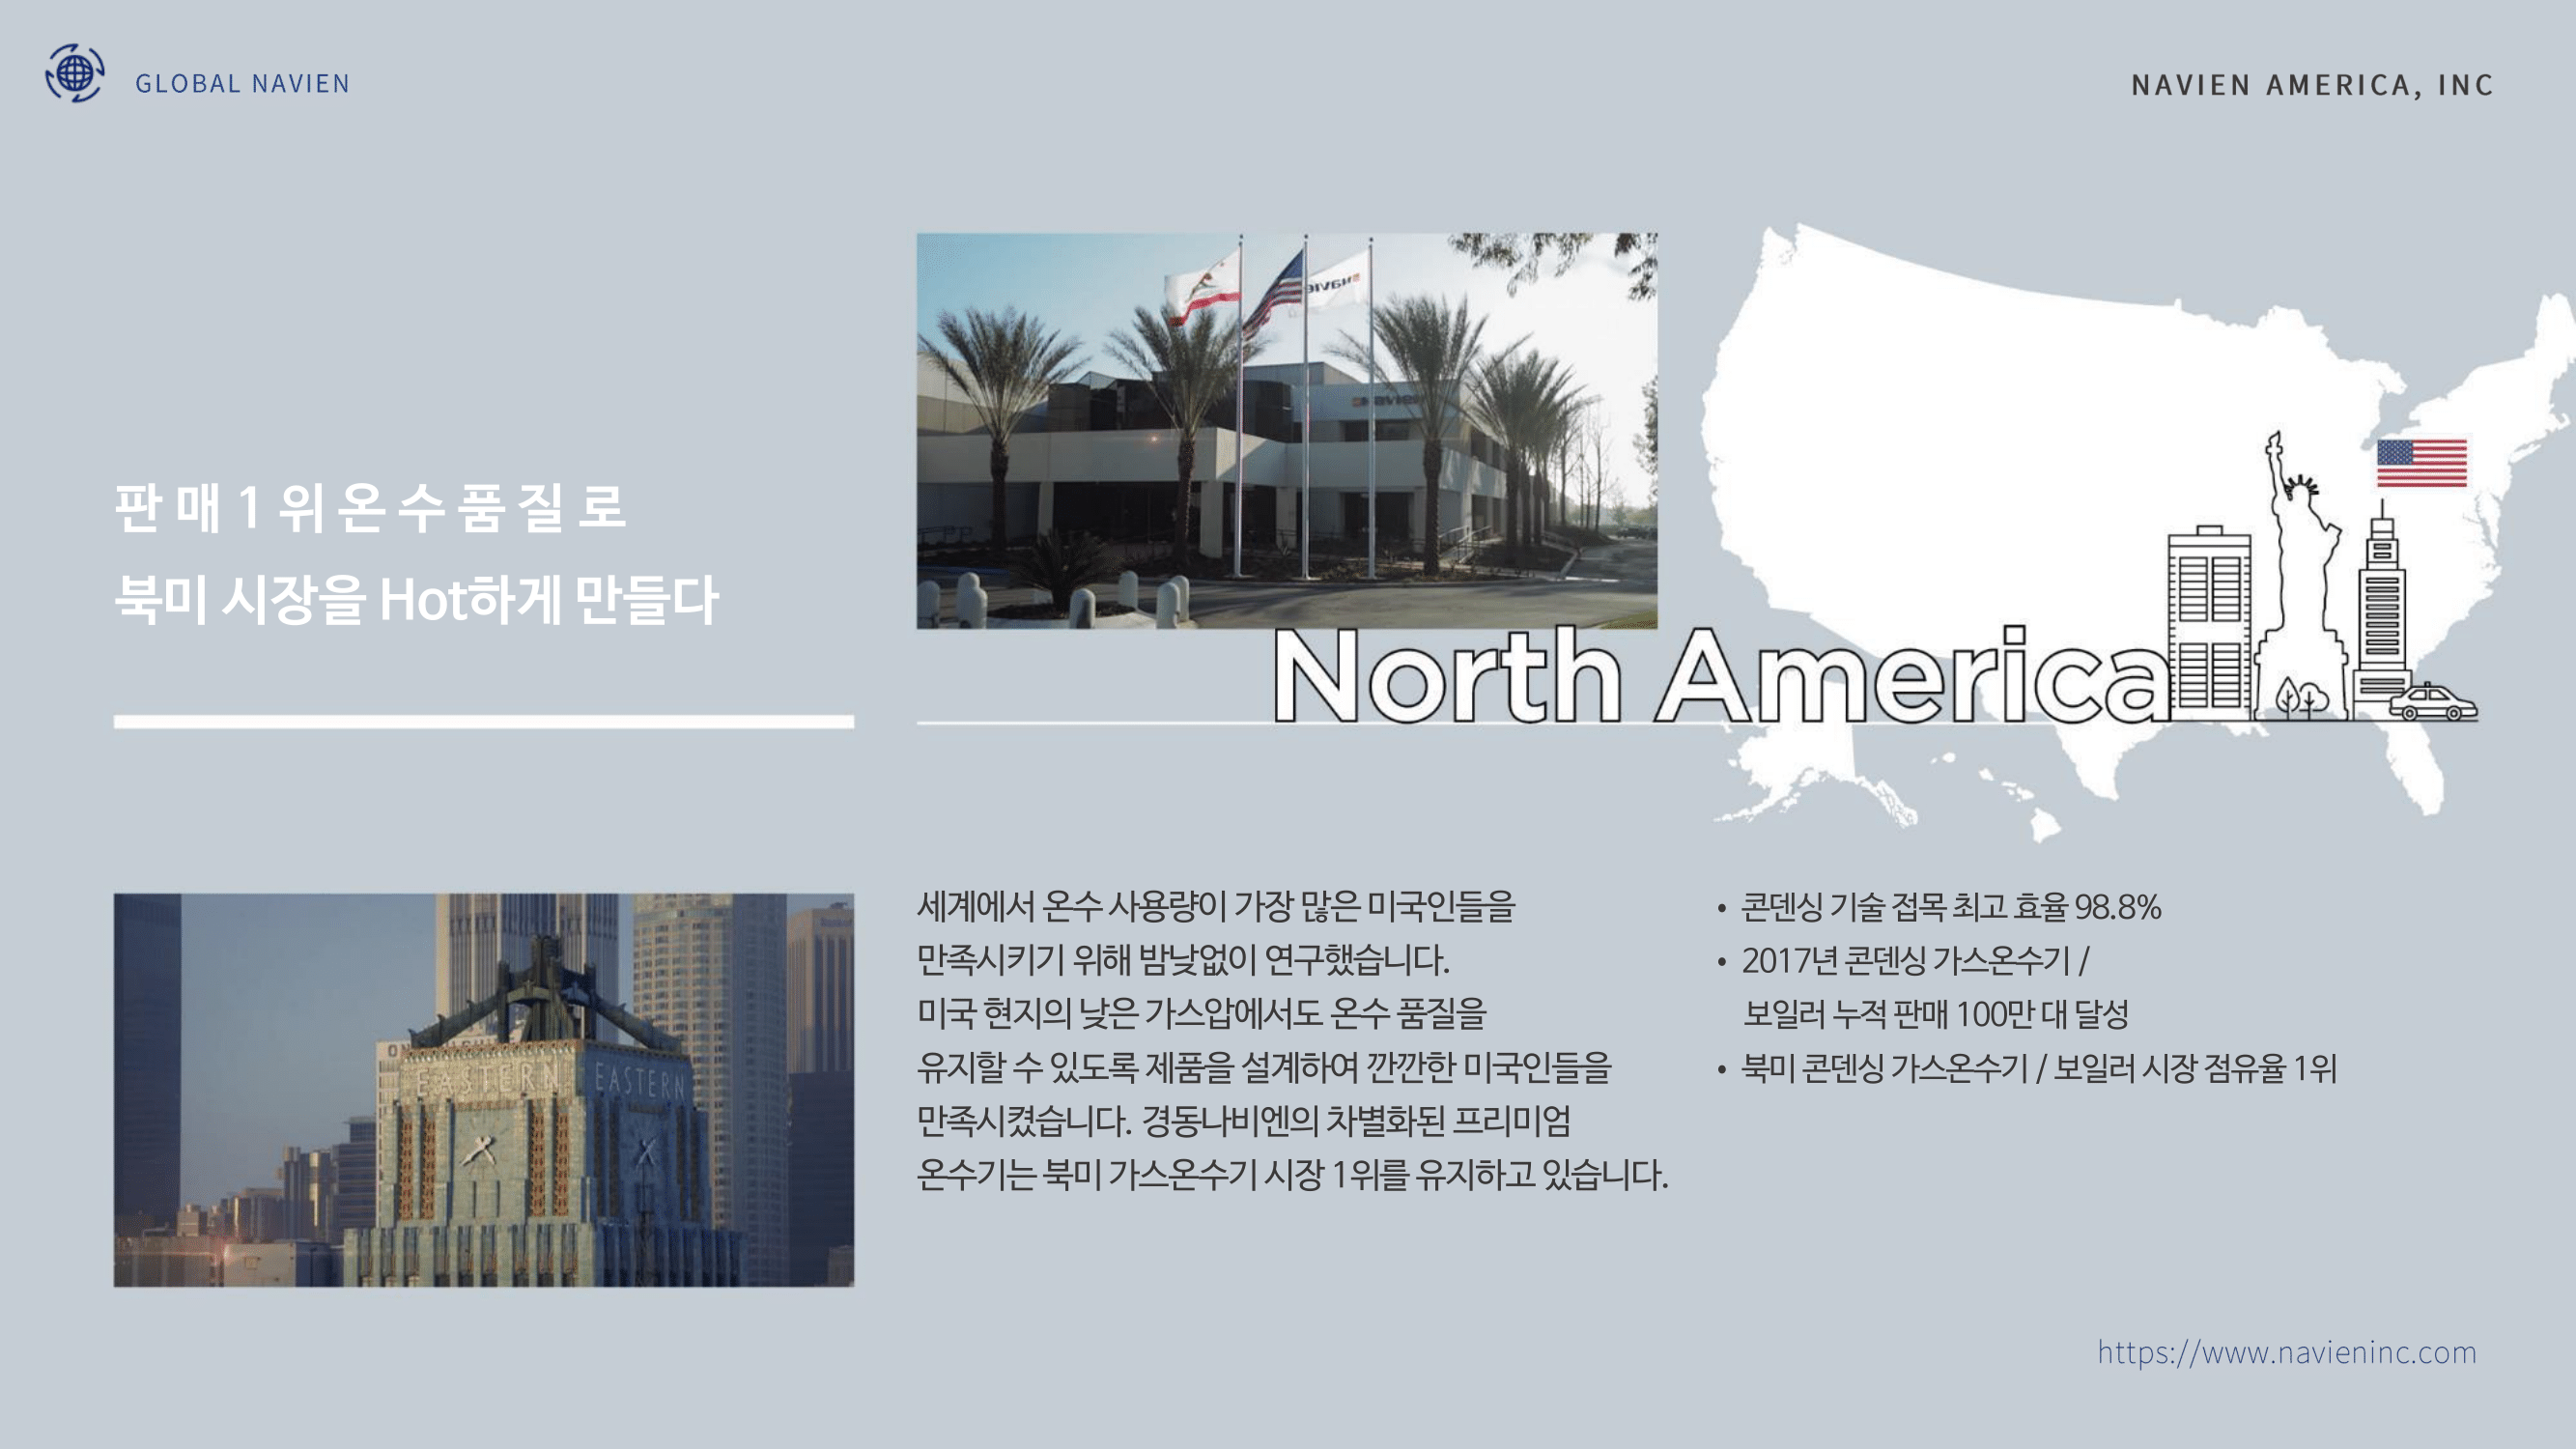 GLOBAL NAVIEN
NAVIEN AMERICA, INC
판매1위온수품질로
북미 시장을 Hot하게 만들다
Navien
Navien
North America
EASTERN EASTERN
세계에서 온수 사용량이 가장 많은 미국인들을
만족시키기 위해 밤낮없이 연구했습니다.
미국 현지의 낮은 가스압에서도 온수 품질을
유지할 수 있도록 제품을 설계하여 깐깐한 미국인들을
만족시켰습니다. 경동나비엔의 차별화된 프리미엄
온수기는 북미 가스온수기 시장 1위를 유지하고 있습니다.
• 콘덴싱 기술 접목 최고 효율 98.8%
• 2017년 콘덴싱 가스온수기 /
보일러 누적 판매 100만 대 달성
• 북미 콘덴싱 가스온수기 / 보일러 시장 점유율 1위
https://www.navieninc.com